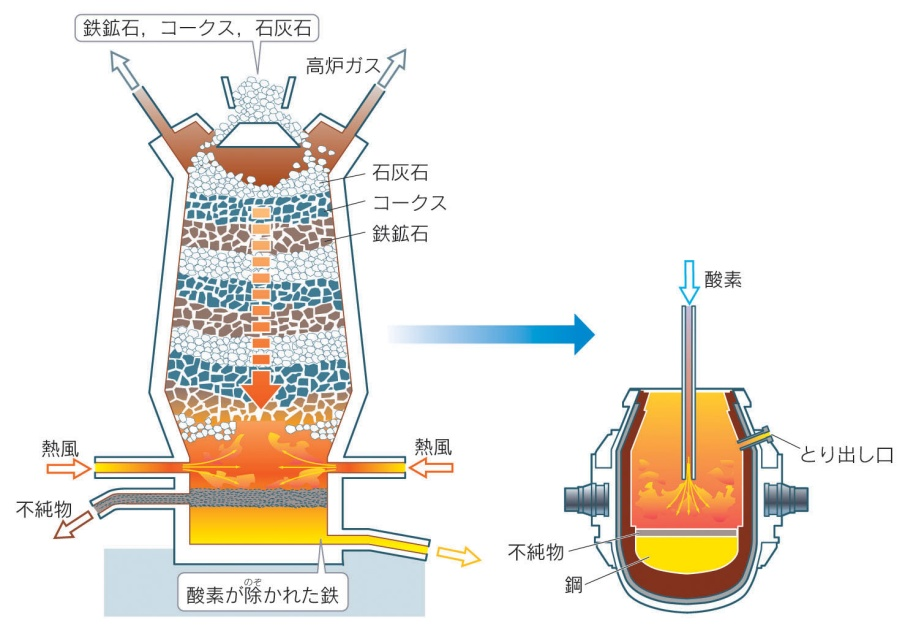 鉄鉱石，コークス，石灰石
高炉ガス
石灰石
コークス
鉄鉱石
熱風
熱風
不純物
のぞ
酸素が除かれた鉄
酸素
とり出し口
不純物
鋼